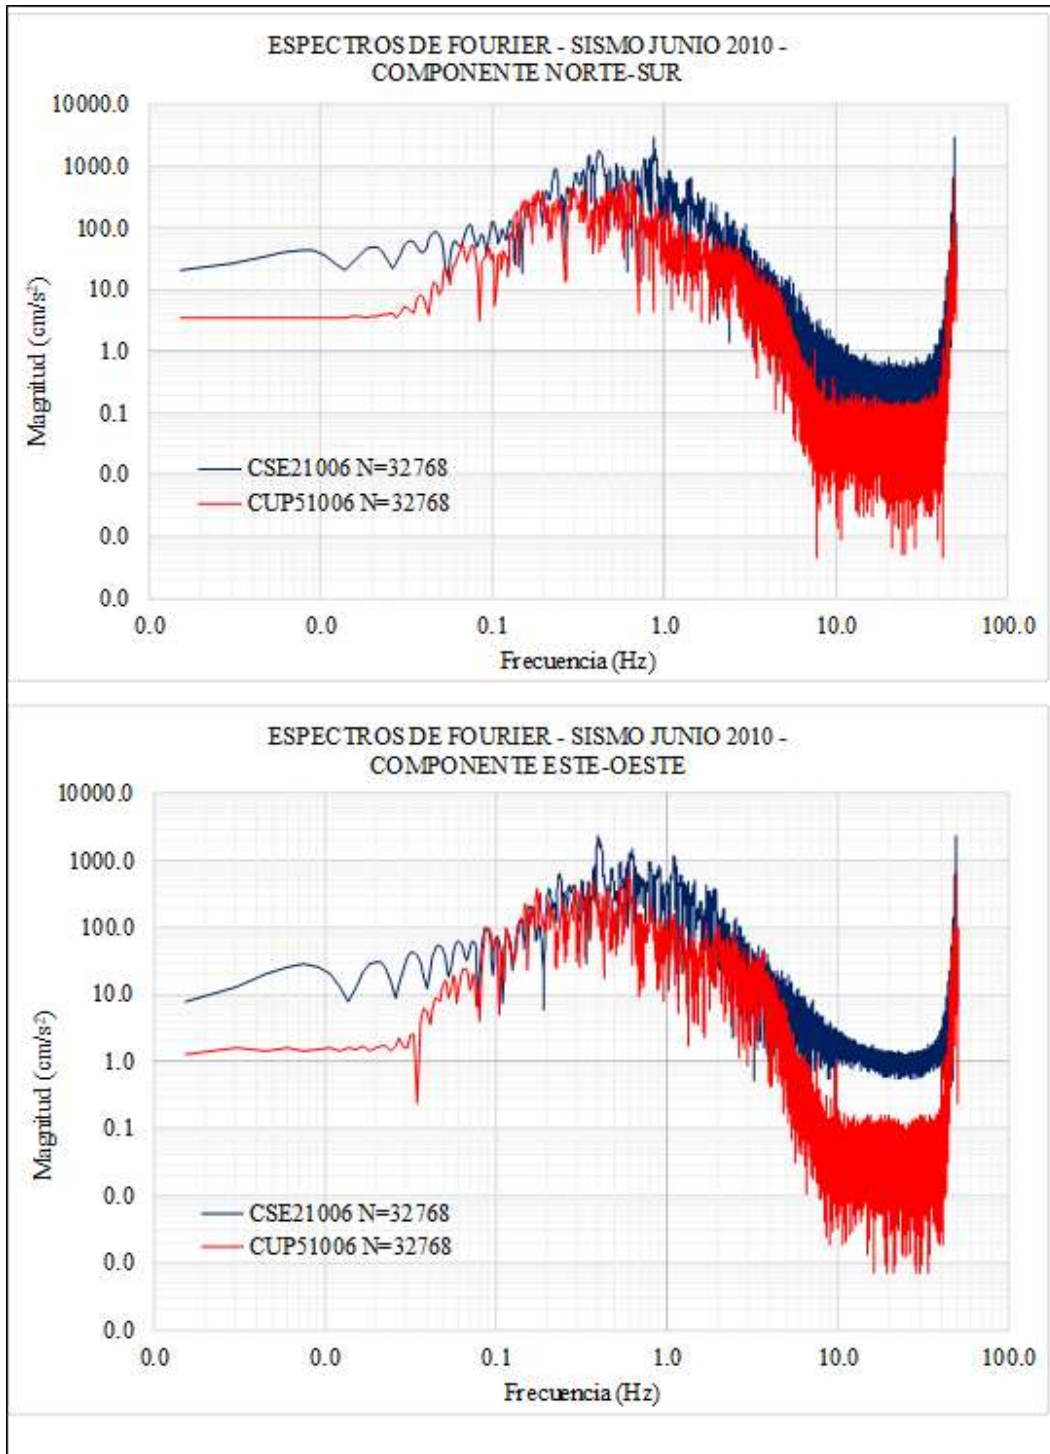 ESPECTROS DE FOURIER - SISMO JUNIO 2010 -
COMPONENTE NORTE-SUR
10000.0
1000.0
100.0
10.0
1.0
0.1
0.0
0.0
0.0
Magnitud (cm/s²)
CSE21006 N=32768
CUP51006 N=32768
0.0 0.0 0.1 1.0 10.0 100.0
Frecuencia (Hz)
ESPECTROS DE FOURIER - SISMO JUNIO 2010 -
COMPONENTE ESTE-OESTE
10000.0
1000.0
100.0
10.0
1.0
0.1
0.0
0.0
0.0
Magnitud (cm/s²)
CSE21006 N=32768
CUP51006 N=32768
0.0 0.0 0.1 1.0 10.0 100.0
Frecuencia (Hz)